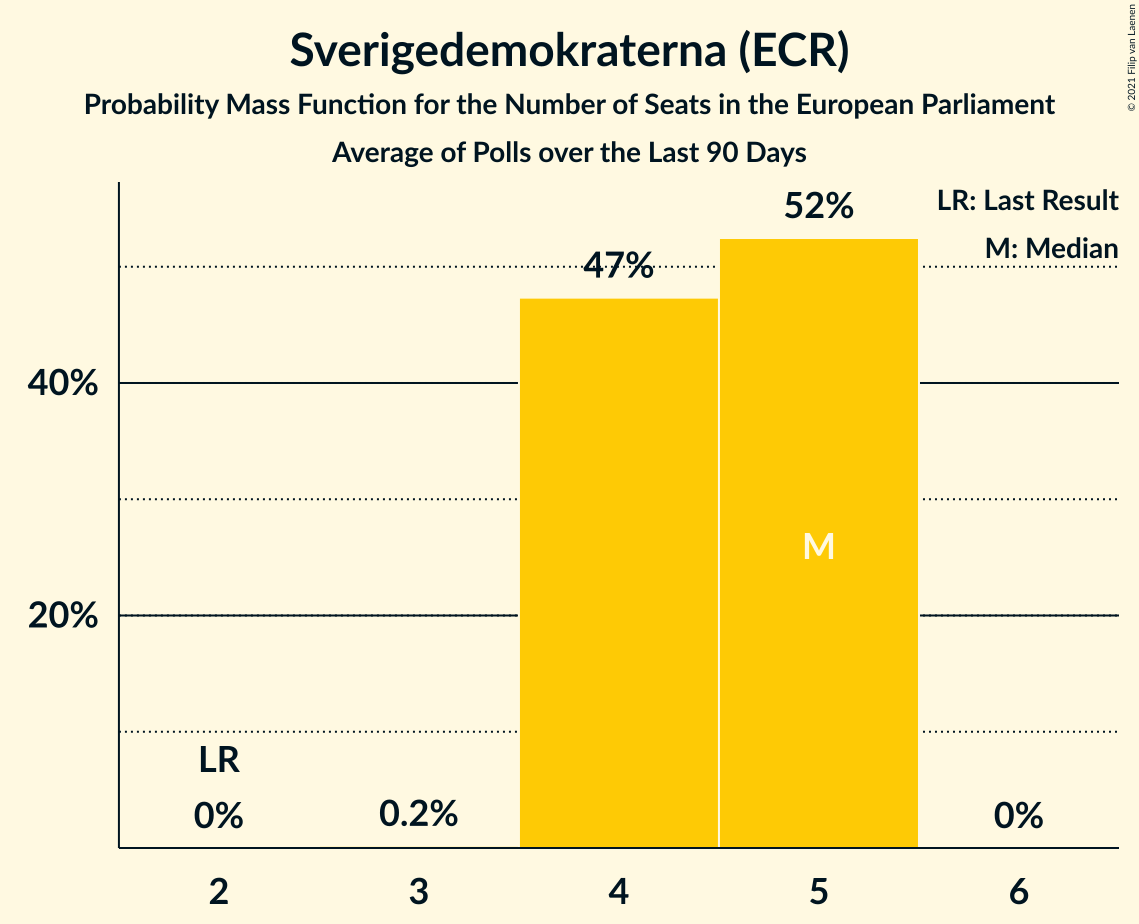 Sverigedemokraterna (ECR)
Probability Mass Function for the Number of Seats in the European Parliament
Average of Polls over the Last 90 Days
© 2021 Filip van Laenen
LR: Last Result
M: Median
52%
47%
40%
20%
M
LR
0%
0.2%
0%
2 3 4 5 6